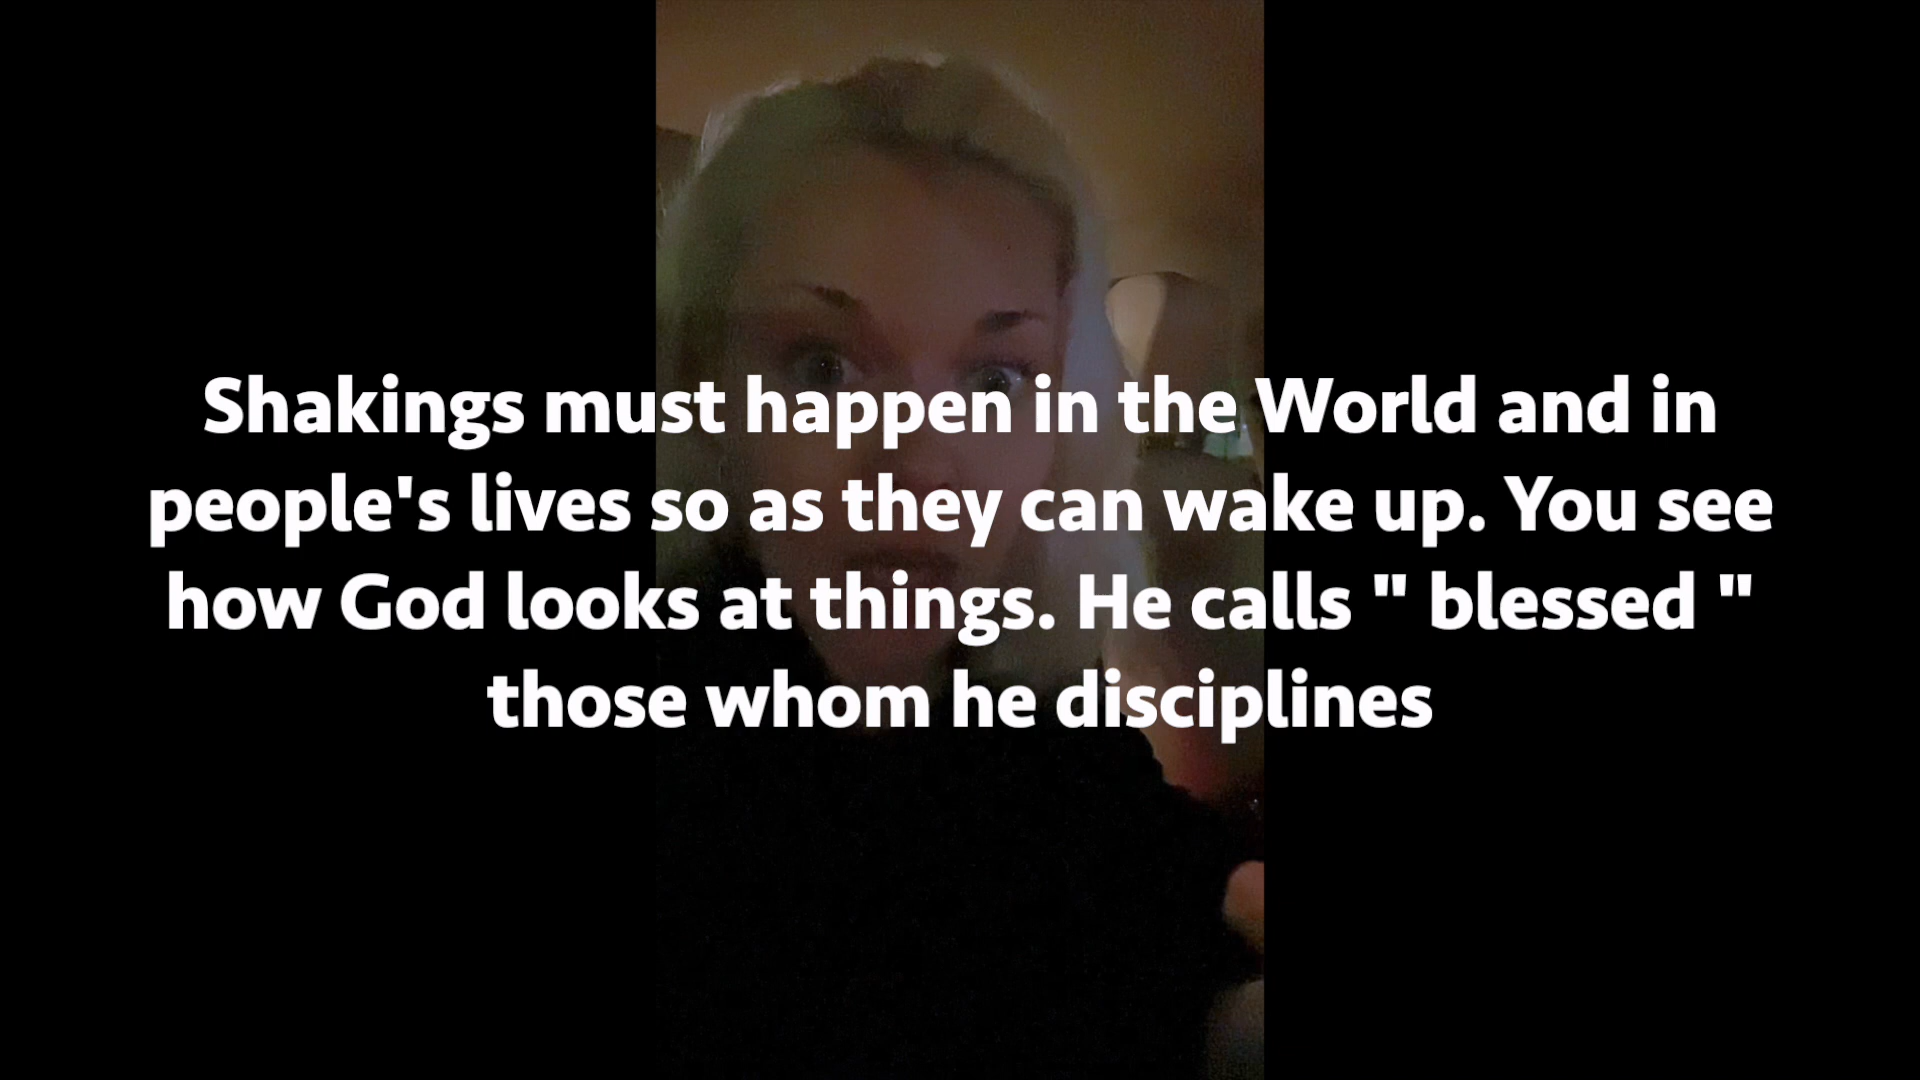 Shakings must happen in the World and in
people's lives so as they can wake up. You see
how God looks at things. He calls " blessed "
those whom he disciplines